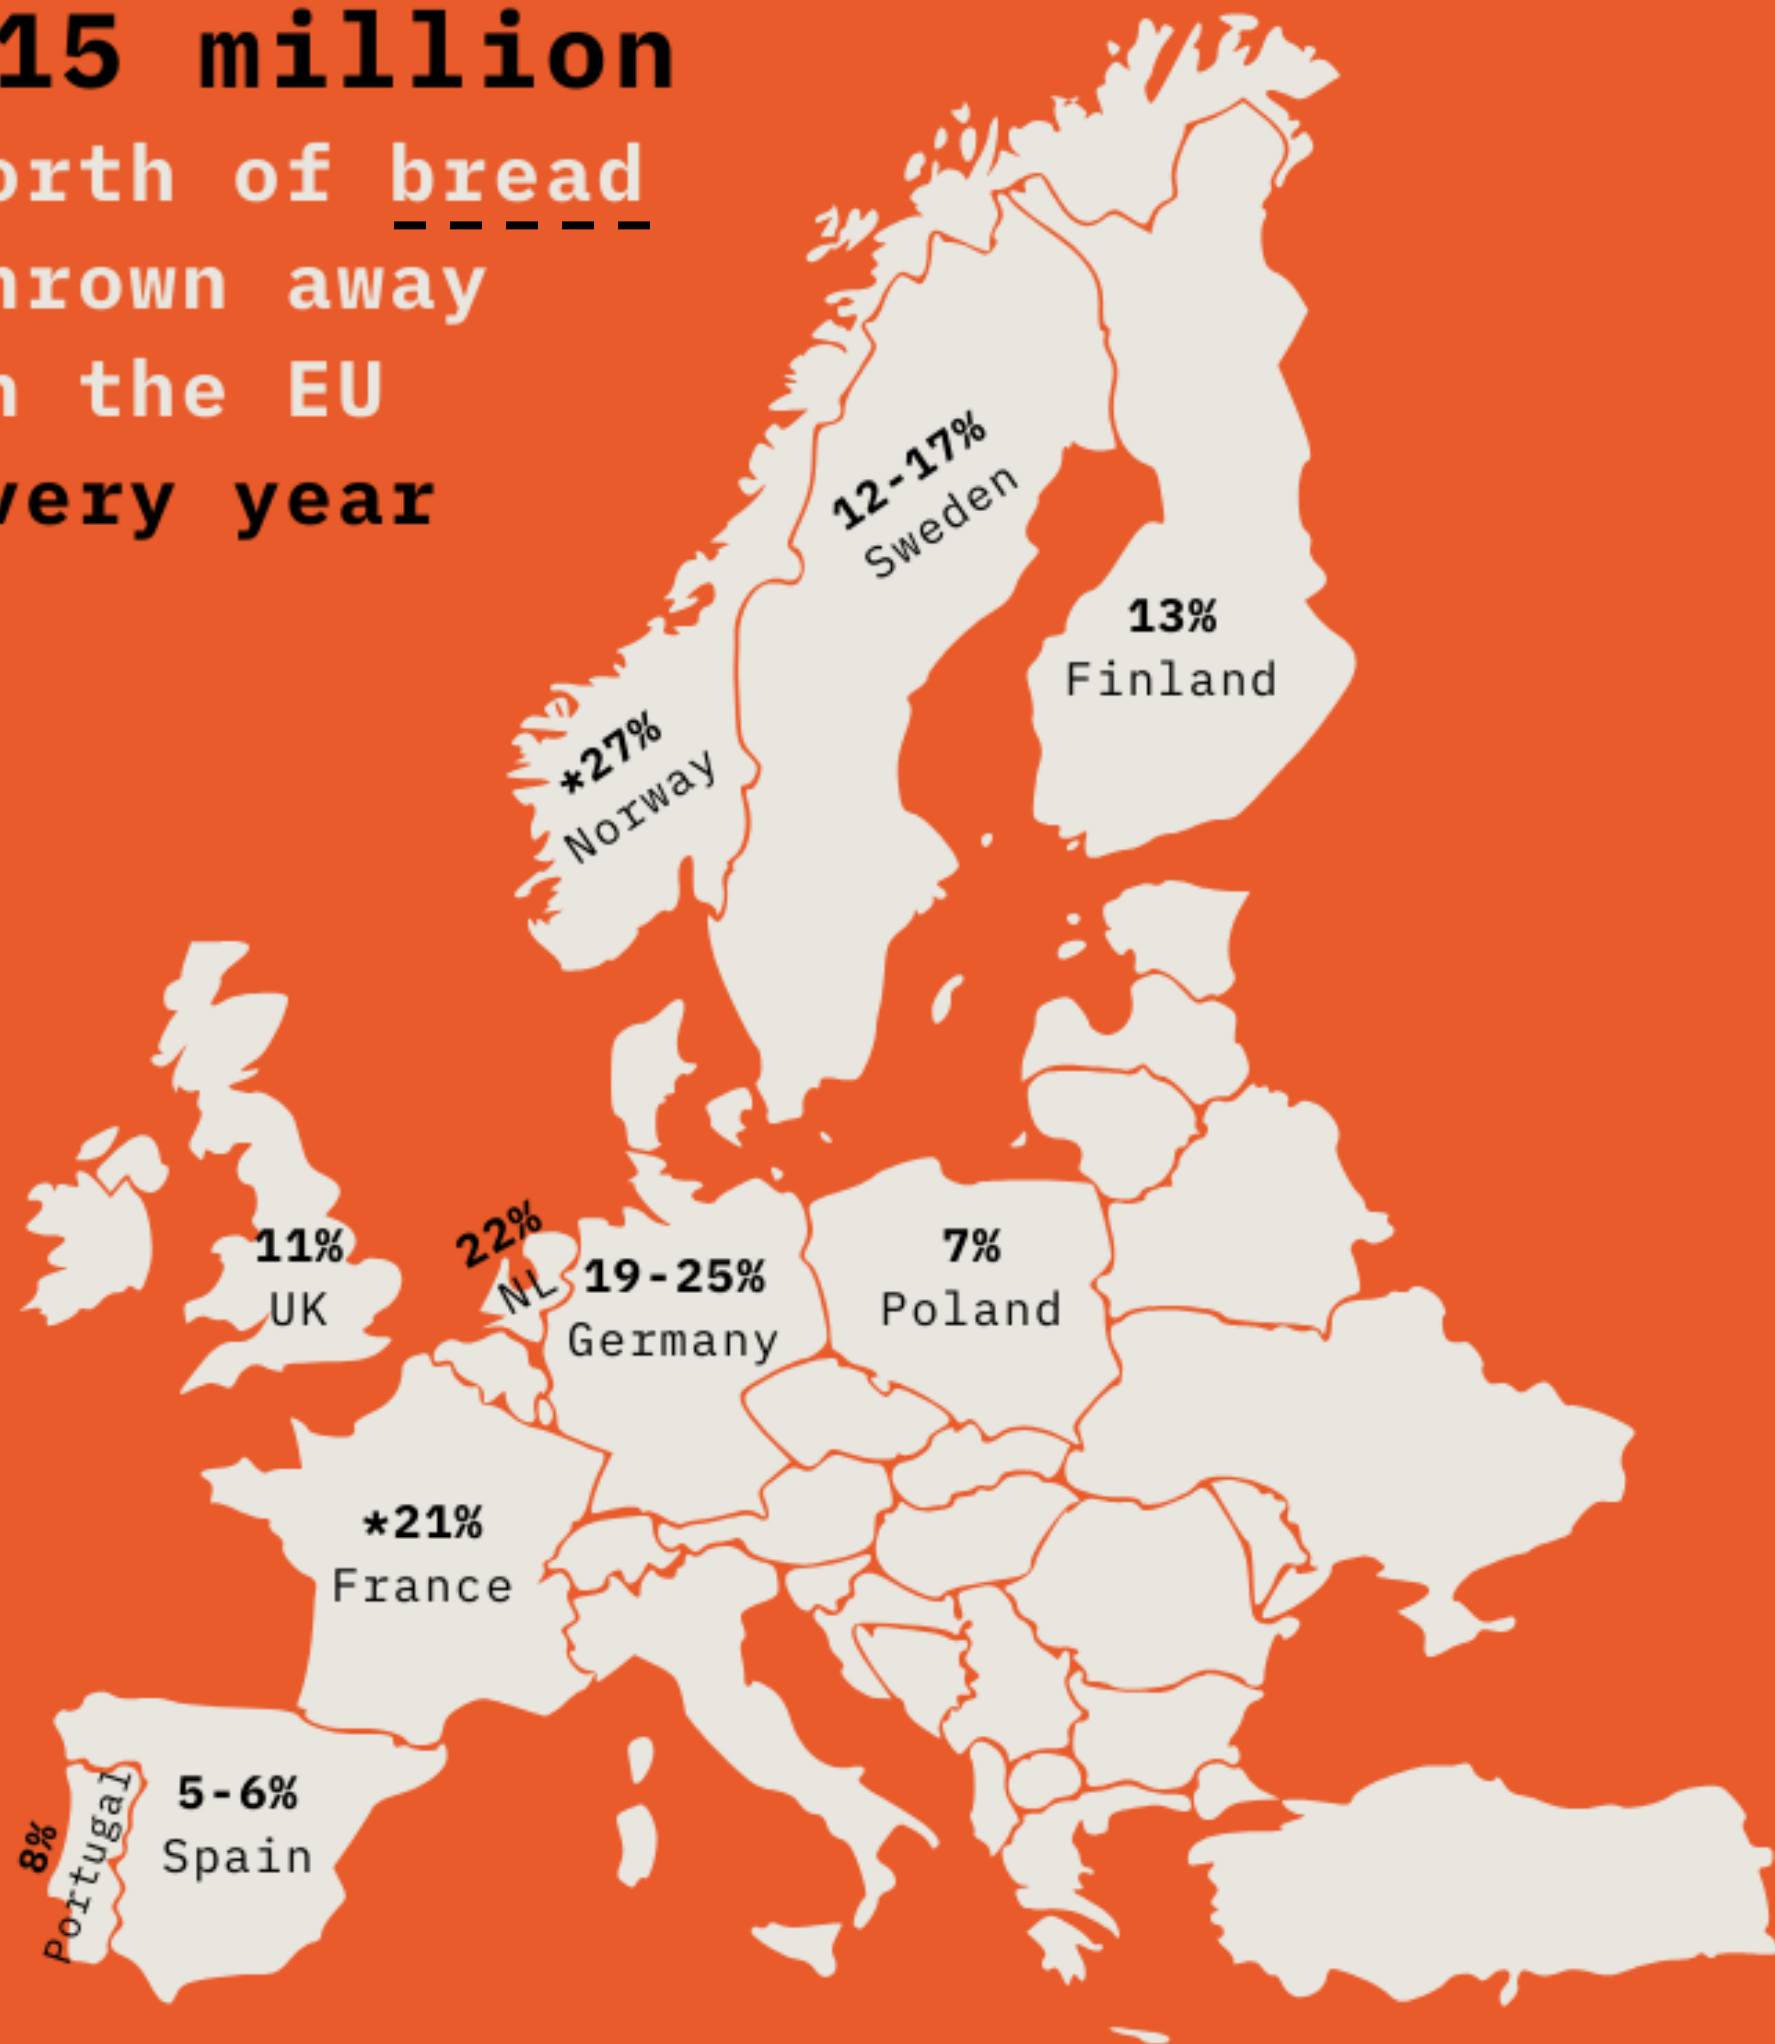 15 million
orth of bread
hrown away
n the EU
very year
12-17%
Sweden
13%
Finland
*27%
Norway
11%
UK
22%
NL
19-25%
Germany
7%
Poland
*21%
France
8%
Portugal
5-6%
Spain